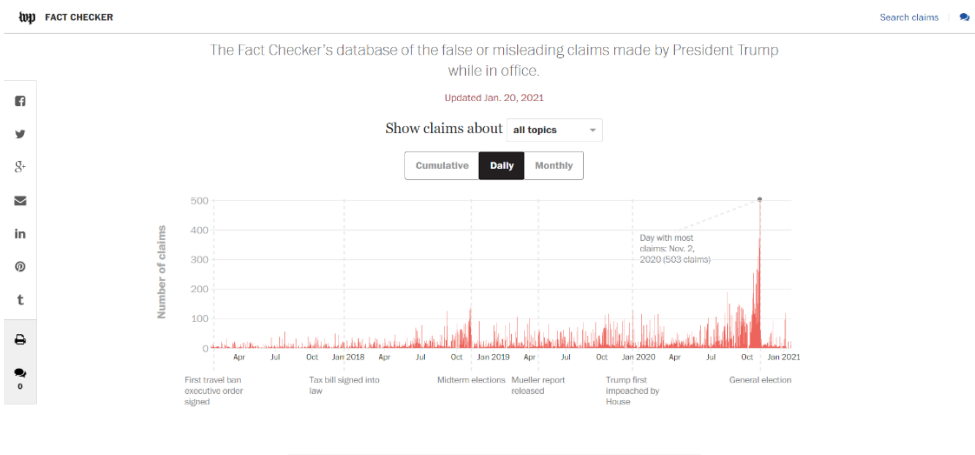 wp FACT CHECKER
Search claims
The Fact Checker's database of the false or misleading claims made by President Trump
while in office.
Updated Jan. 20, 2021
Show claims about all topics
Cumulative Daily Monthly
Number of claims
500
400
300
200
100
0
Day with most
claims: Nov. 2,
2020 (503 claims)
Apr Jul Oct Jan 2018 Apr Jul Oct Jan 2019 Apr Jul Oct Jan 2020 Apr Jul Oct Jan 2021
First travel ban
executive order
signed
Tax bill signed into
law
Midterm elections
Mueller report
released
Trump first
impeached by
House
General election
0